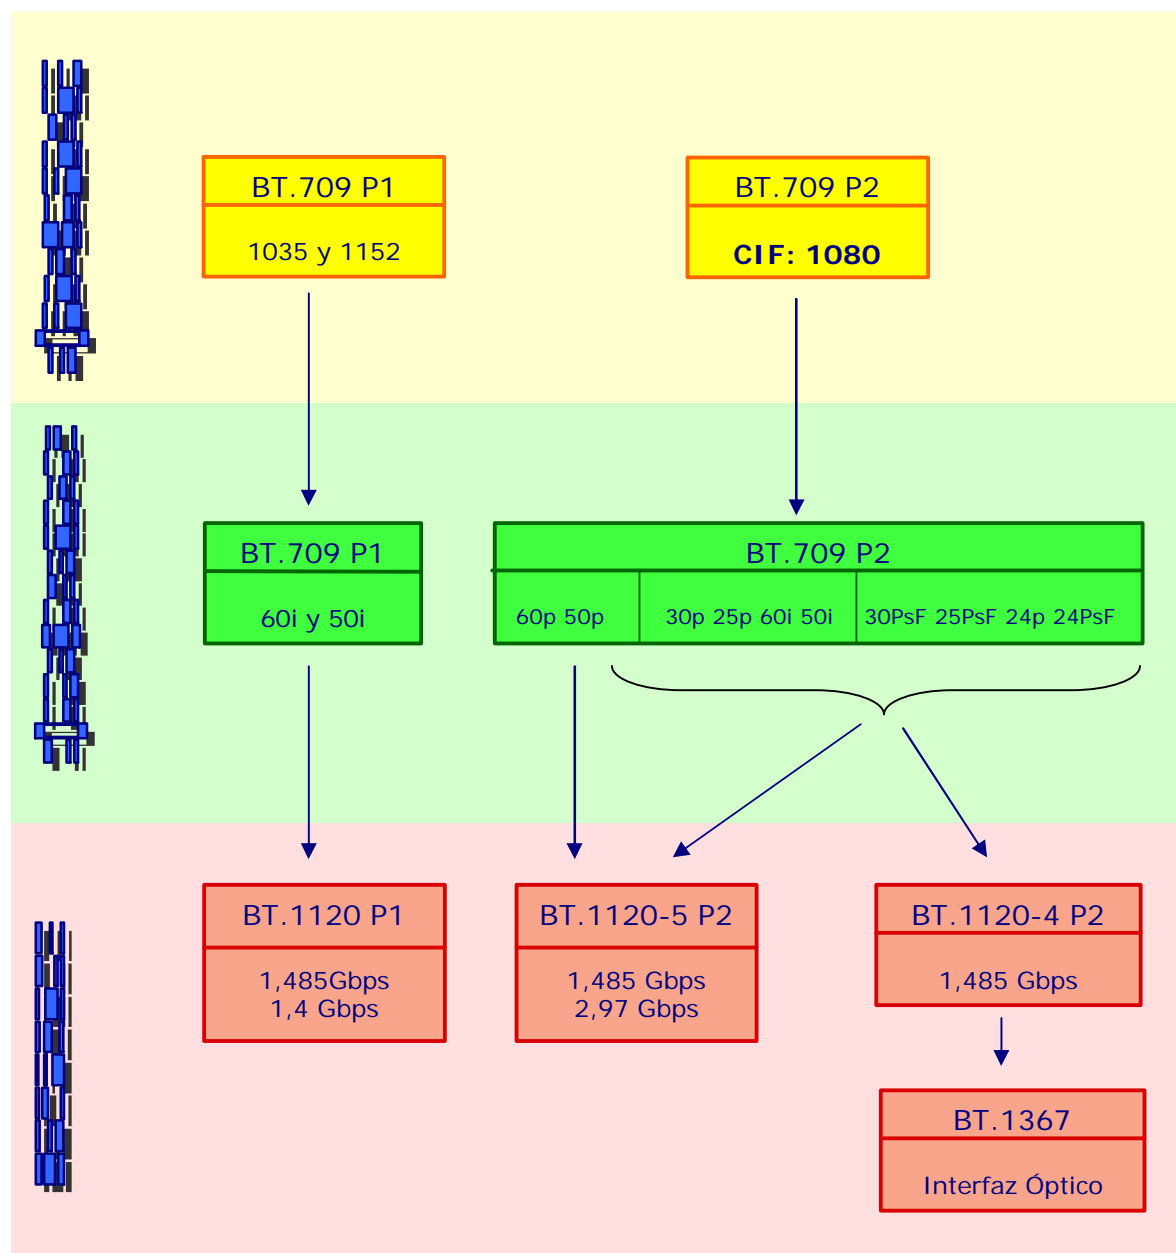 BT.709 P1
1035 y 1152
BT.709 P2
CIF: 1080
BT.709 P1
60i y 50i
BT.709 P2
60p 50p
30p 25p 60i 50i
30PsF 25PsF 24p 24PsF
BT.1120 P1
1,485Gbps
1,4 Gbps
BT.1120-5 P2
1,485 Gbps
2,97 Gbps
BT.1120-4 P2
1,485 Gbps
BT.1367
Interfaz Óptico